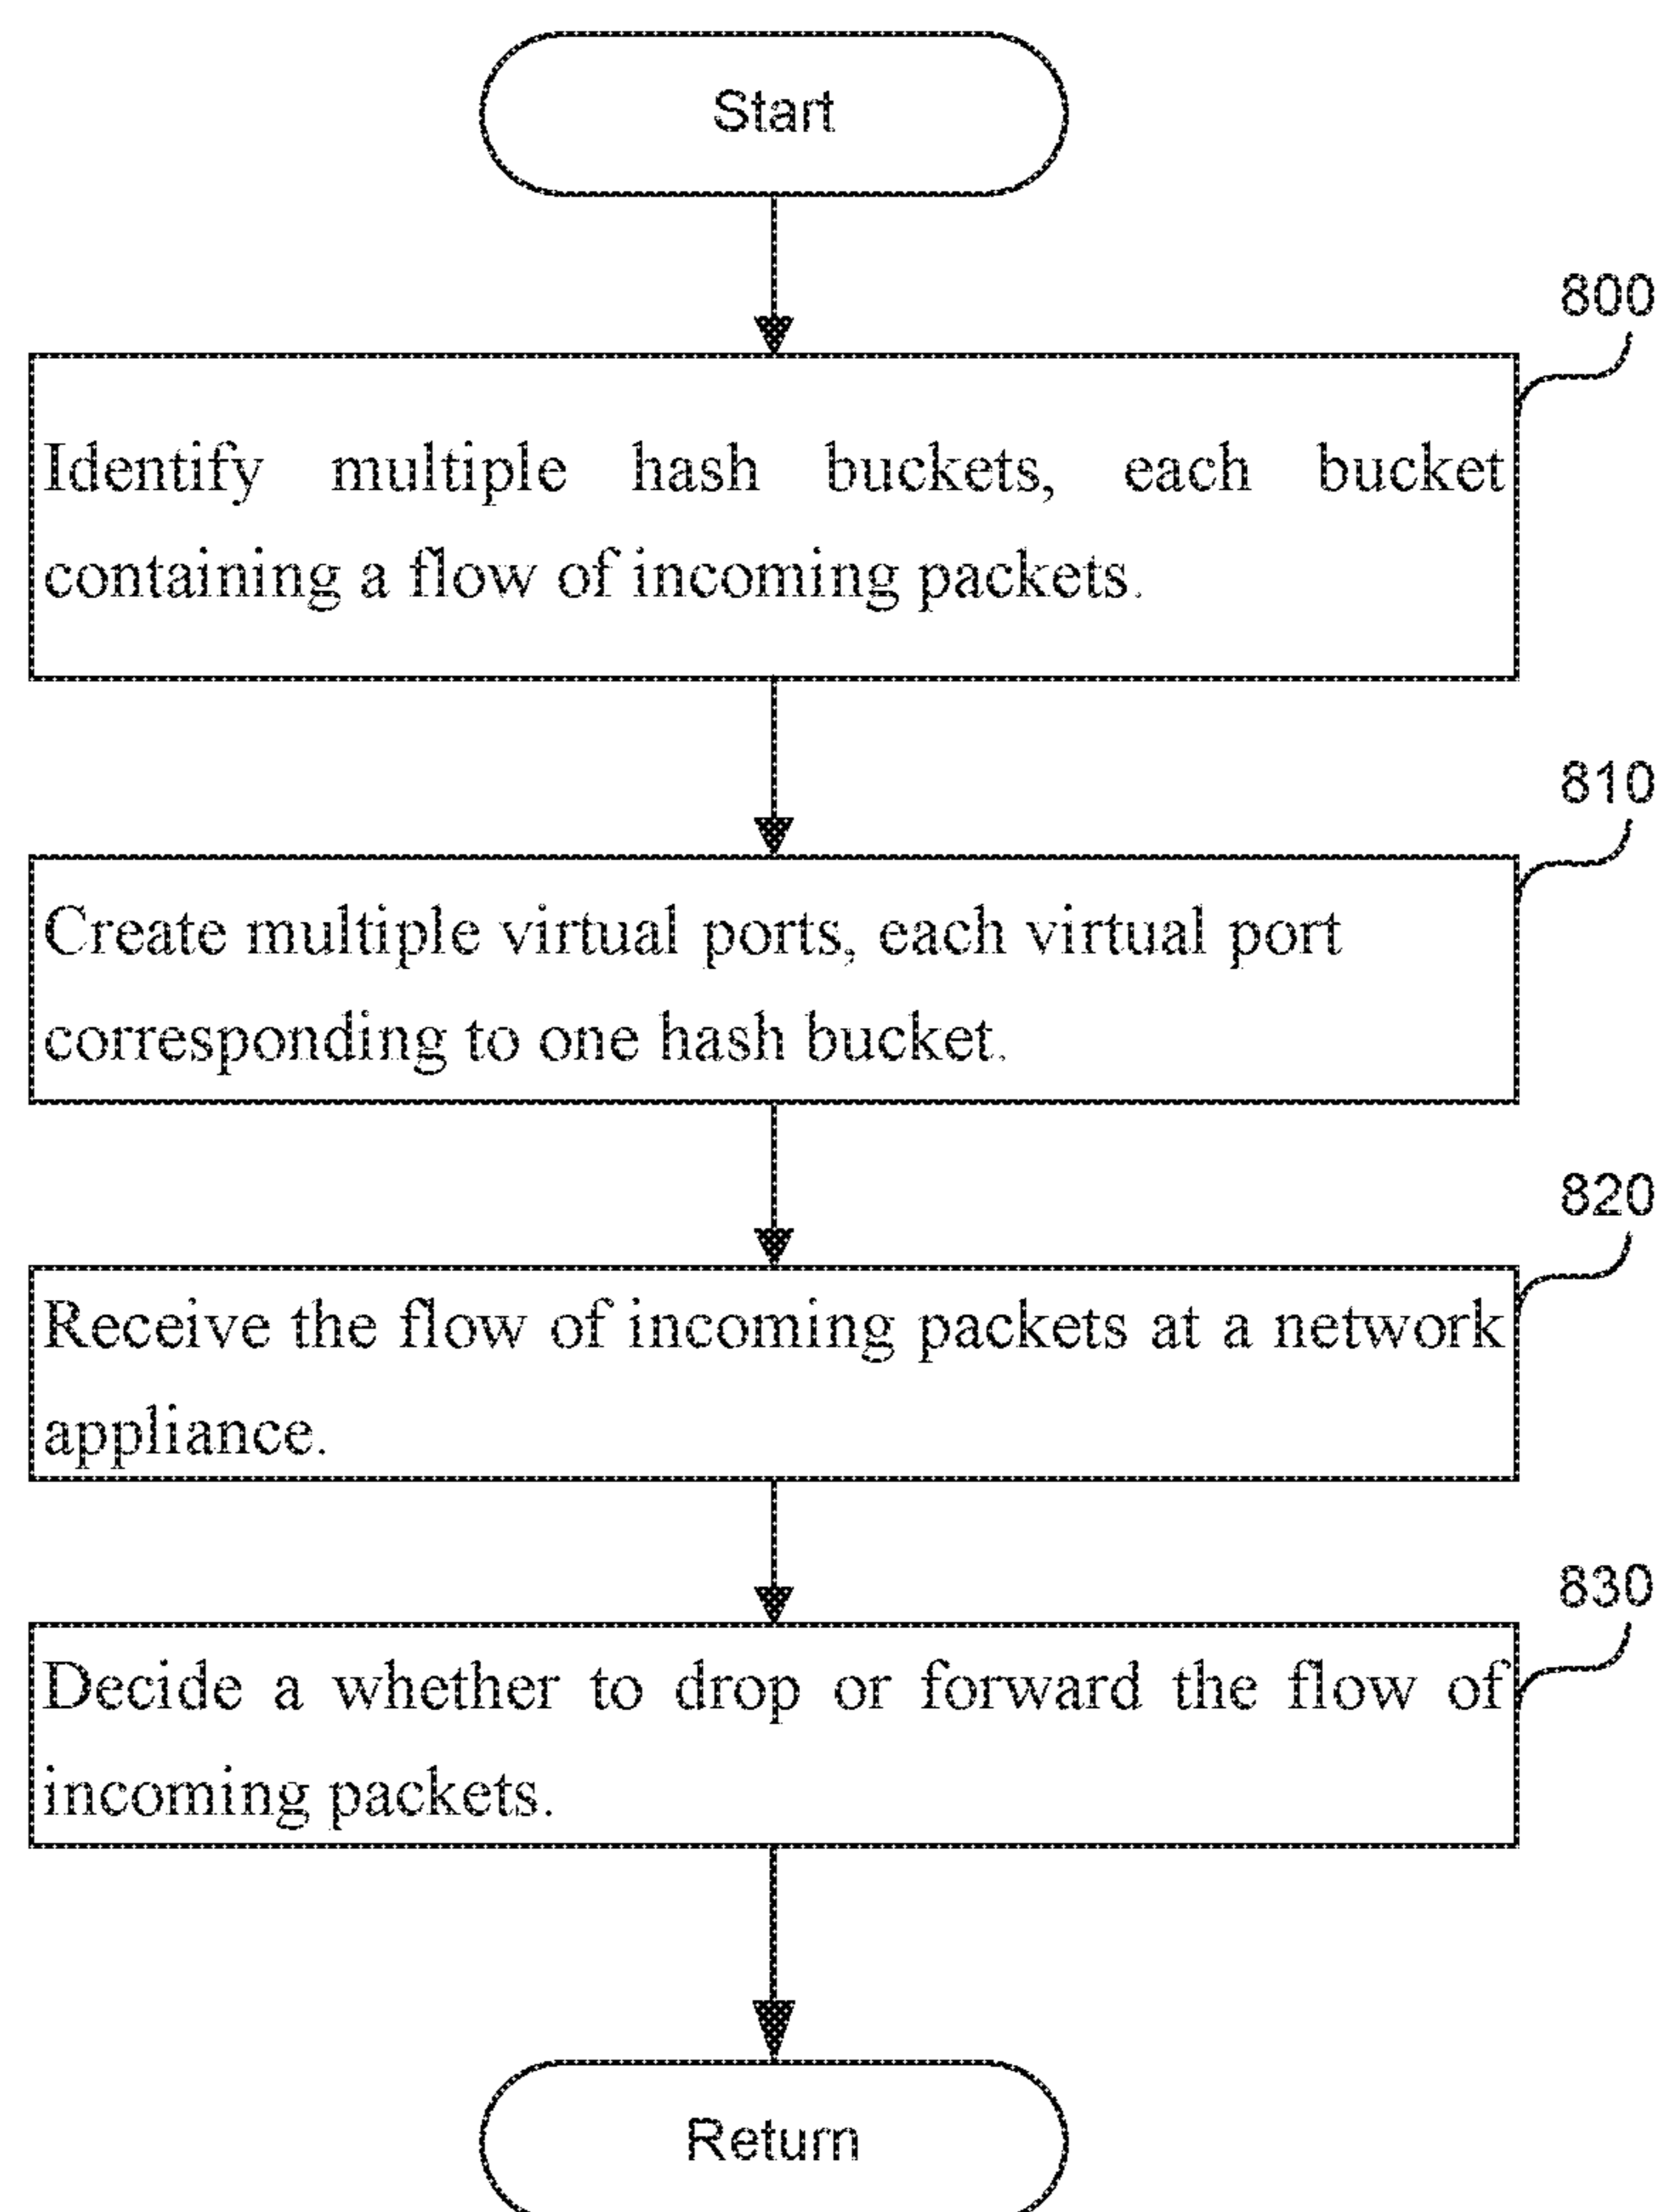 Start
800
Identify multiple hash buckets, each bucket
containing a flow of incoming packets.
810
Create multiple virtual ports, each virtual port
corresponding to one hash bucket.
820
Receive the flow of incoming packets at a network
appliance.
830
Decide a whether to drop or forward the flow of
incoming packets.
Return